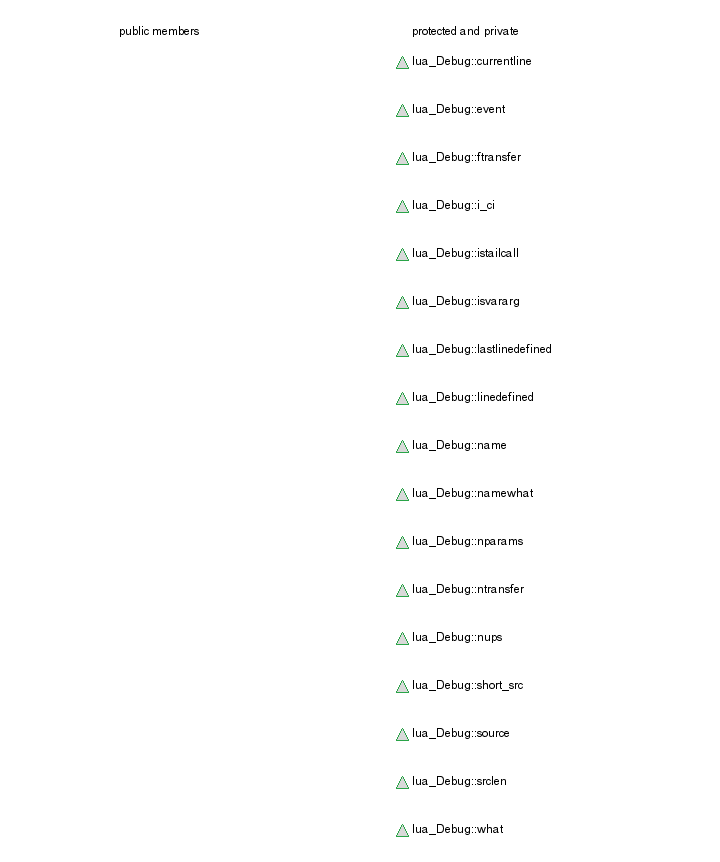 public members
protected and private
lua_Debug::currentline
lua_Debug::event
lua_Debug::ftransfer
lua_Debug::i_ci
lua_Debug::istailcall
lua_Debug::isvararg
lua_Debug::lastlinedefined
lua_Debug::linedefined
lua_Debug::name
lua_Debug::namewhat
lua_Debug::nparams
lua_Debug::ntransfer
lua_Debug::nups
lua_Debug::short_src
lua_Debug::source
lua_Debug::srclen
lua_Debug::what